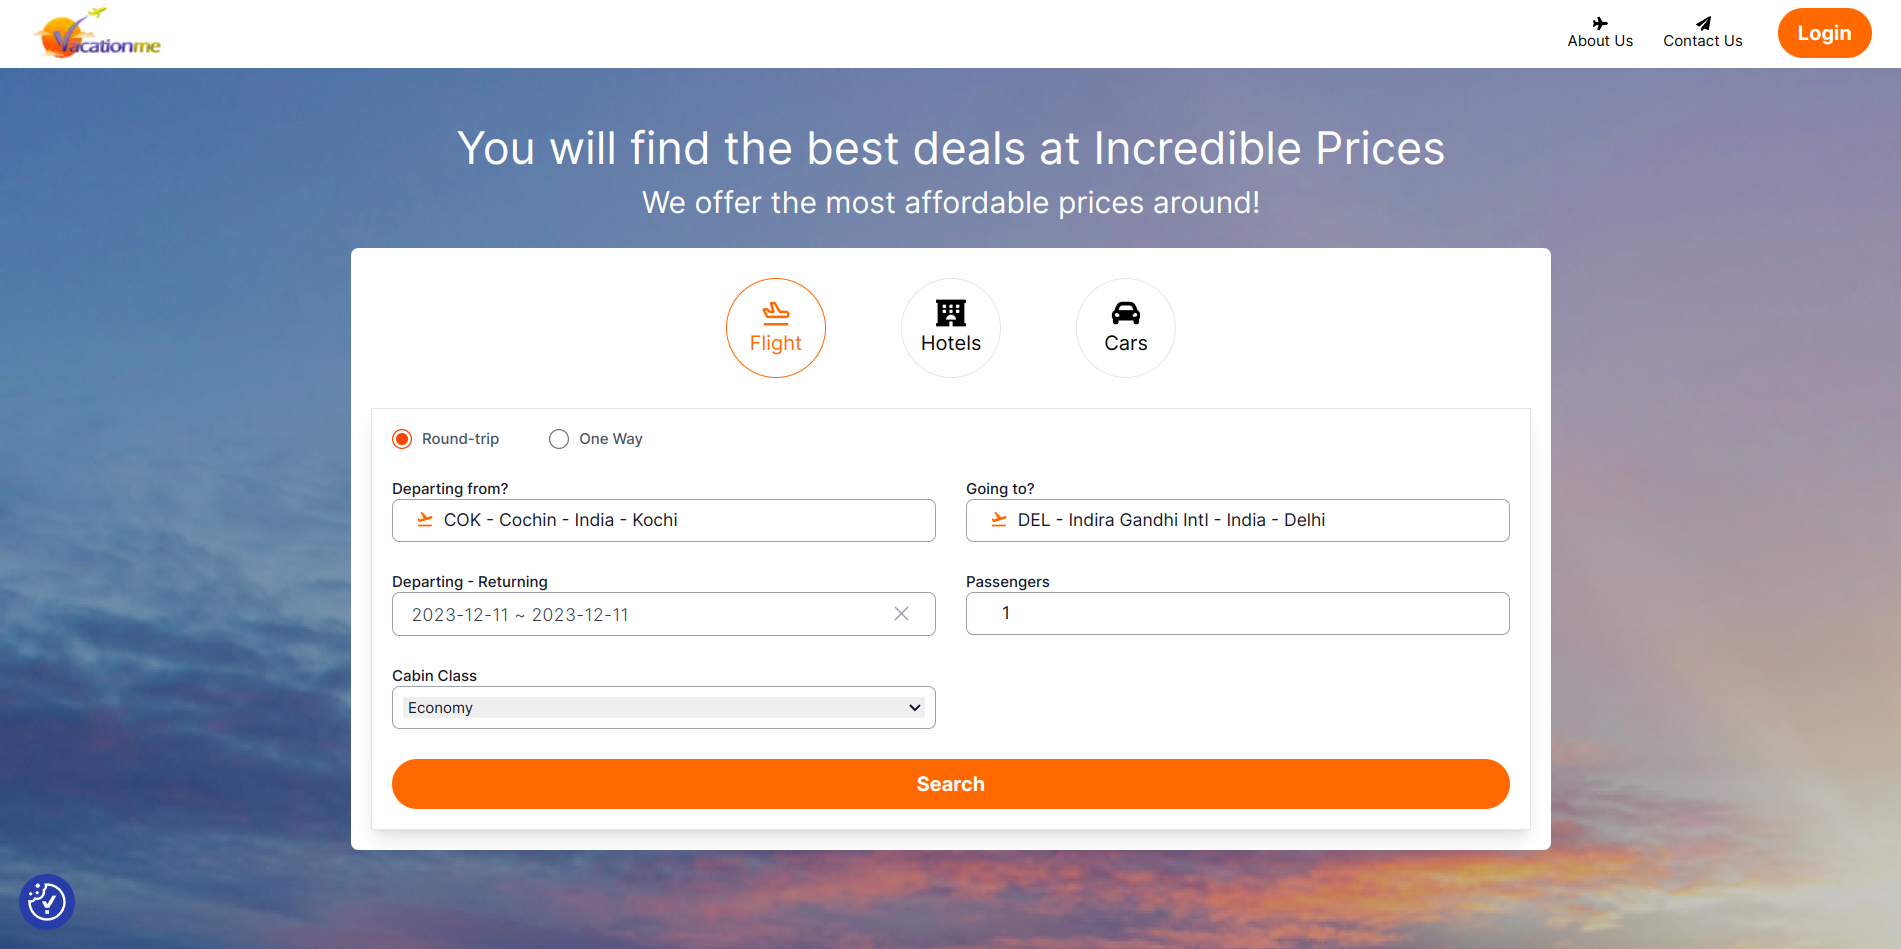 Vacationme
About Us
Contact Us
Login
You will find the best deals at Incredible Prices
We offer the most affordable prices around!
Flight
Hotels
Cars
Round-trip
One Way
Departing from?
Going to?
COK - Cochin - India - Kochi
DEL - Indira Gandhi Intl - India - Delhi
Departing - Returning
Passengers
2023-12-11 ~ 2023-12-11
1
Cabin Class
Economy
Search